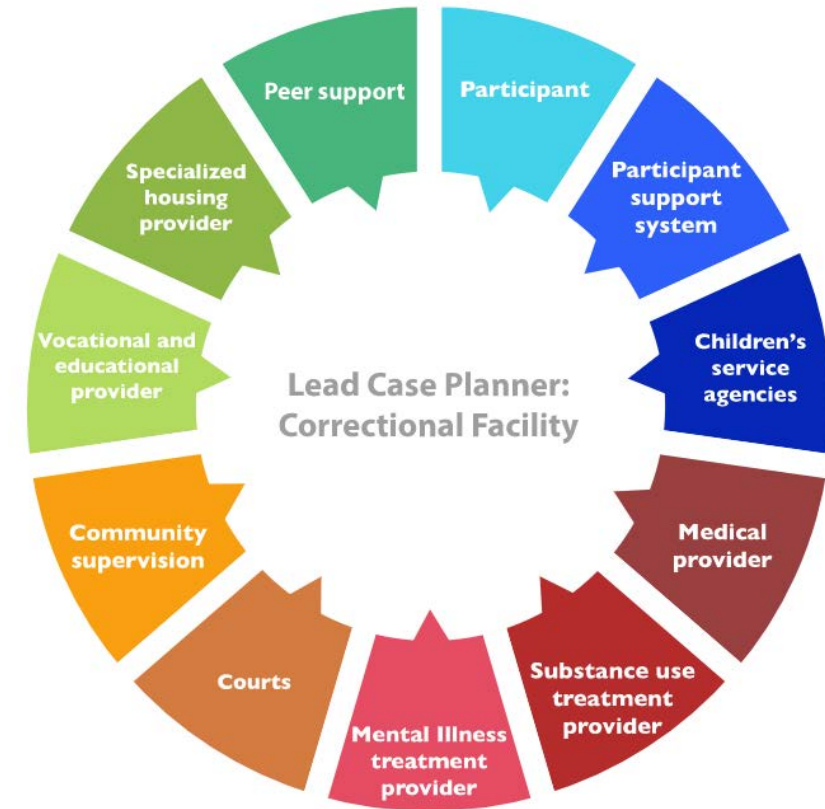 Peer support
Participant
Participant
support
system
Children's
service
agencies
Medical
provider
Substance use
treatment
provider
Mental Illness
treatment
provider
Courts
Community
supervision
Vocational and
educational
provider
Specialized
housing
provider
Lead Case Planner:
Correctional Facility